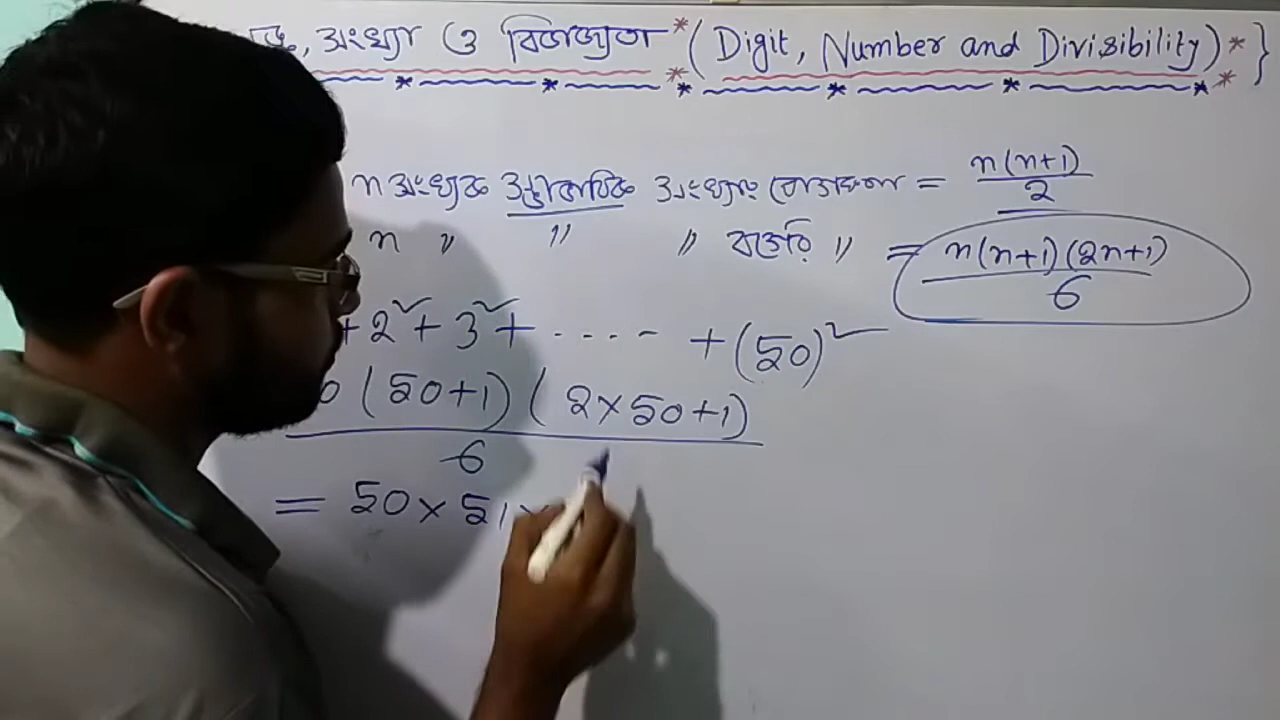 , সংখ্যা ও বিভাজ্যতা * ( Digit, Number and Divisibility) * }
n সংখ্যক স্বাভাবিক সংখ্যার যোগফল = n(n+1)/2
n " " " বর্গের " = n(n+1)(2n+1)/6
+ 2² + 3² + ---- + (50)²
0 (50+1) ( 2×50+1) / 6
= 50 × 51 ×